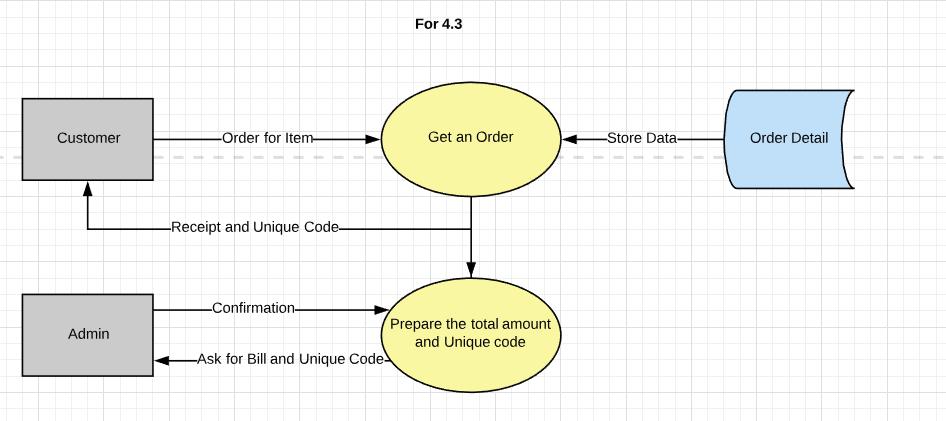 For 4.3
Customer
Order for Item
Get an Order
Store Data
Order Detail
Receipt and Unique Code
Admin
Confirmation
Prepare the total amount
and Unique code
Ask for Bill and Unique Code